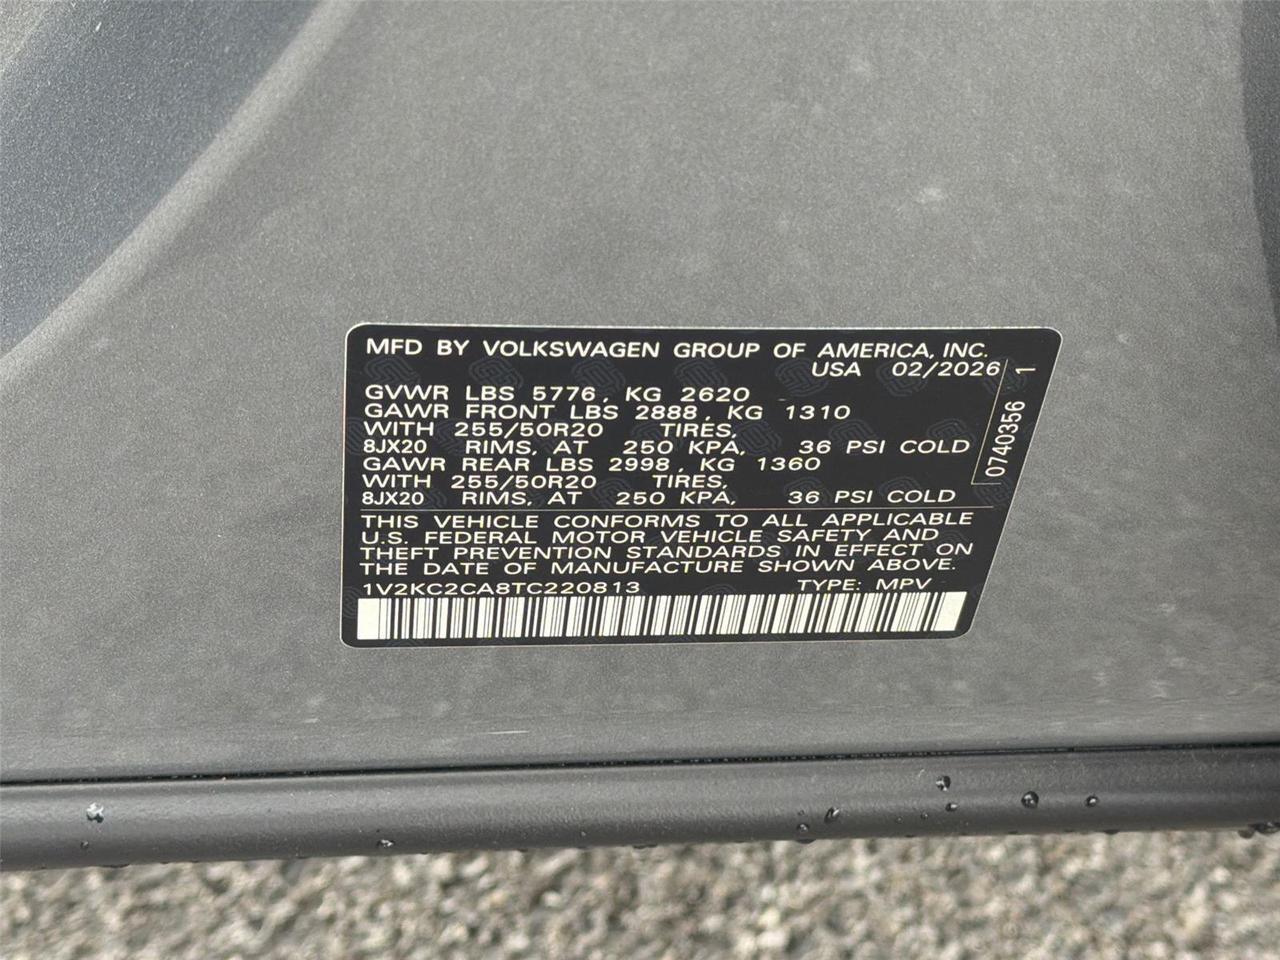 MFD BY VOLKSWAGEN GROUP OF AMERICA, INC.
USA 02/2026
GVWR LBS 5776, KG 2620
GAWR FRONT LBS 2888, KG 1310
WITH 255/50R20 TIRES,
8JX20 RIMS, AT 250 KPA, 36 PSI COLD
GAWR REAR LBS 2998, KG 1360
WITH 255/50R20 TIRES,
8JX20 RIMS, AT 250 KPA, 36 PSI COLD
0740356 1
THIS VEHICLE CONFORMS TO ALL APPLICABLE
U.S. FEDERAL MOTOR VEHICLE SAFETY AND
THEFT PREVENTION STANDARDS IN EFFECT ON
THE DATE OF MANUFACTURE SHOWN ABOVE.
1V2KC2CA8TC220813 TYPE: MPV